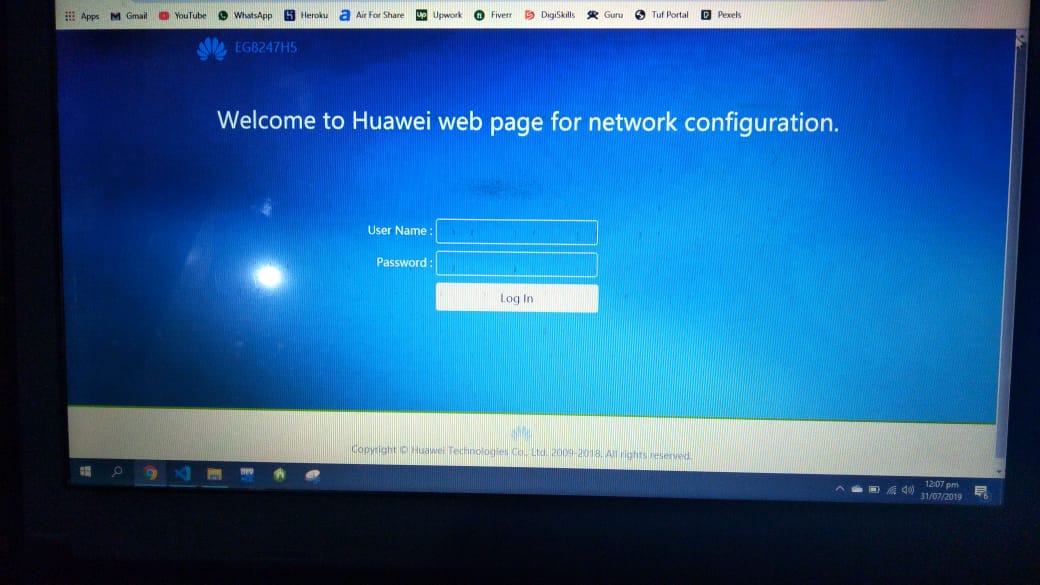 Apps Gmail YouTube WhatsApp Heroku Air For Share Up Upwork Fiverr DigiSkills Guru Tuf Portal Pexels
EG8247H5
Welcome to Huawei web page for network configuration.
User Name :
Password :
Log In
Copyright © Huawei Technologies Co., Ltd. 2009-2018. All rights reserved.
12:07 pm
31/07/2019
6